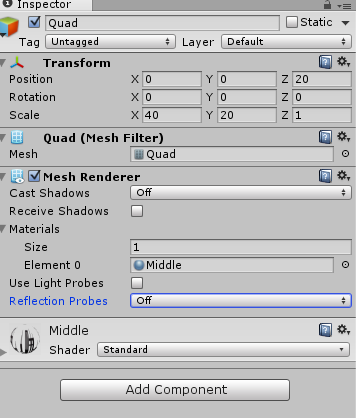 Inspector
Quad Static
Tag Untagged Layer Default
Transform
Position X 0 Y 0 Z 20
Rotation X 0 Y 0 Z 0
Scale X 40 Y 20 Z 1
Quad (Mesh Filter)
Mesh Quad
Mesh Renderer
Cast Shadows Off
Receive Shadows
Materials
Size 1
Element 0 Middle
Use Light Probes
Reflection Probes Off
Middle
Shader Standard
Add Component